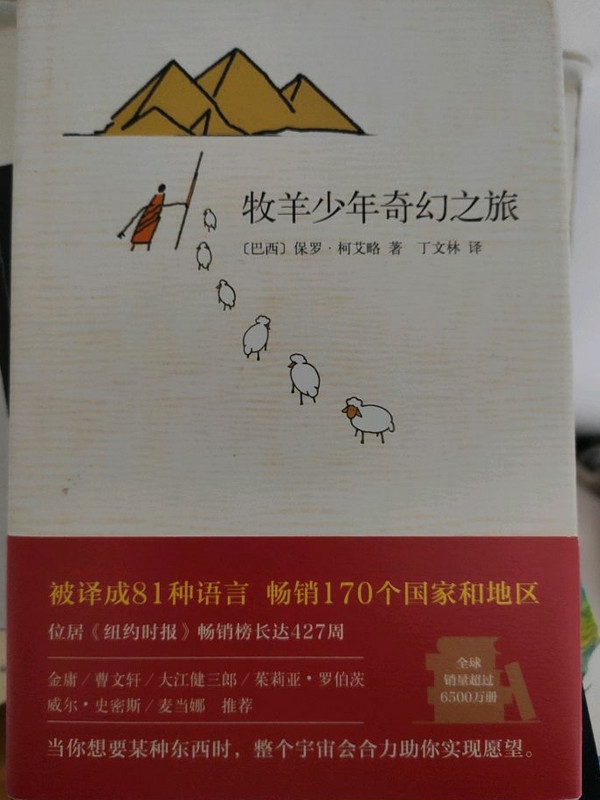 牧羊少年奇幻之旅
〔巴西〕保罗·柯艾略 著 丁文林 译
被译成81种语言 畅销170个国家和地区
位居《纽约时报》畅销榜长达427周
金庸/曹文轩/大江健三郎/茱莉亚·罗伯茨
威尔·史密斯/麦当娜 推荐
全球
销量超过
6500万册
当你想要某种东西时，整个宇宙会合力助你实现愿望。